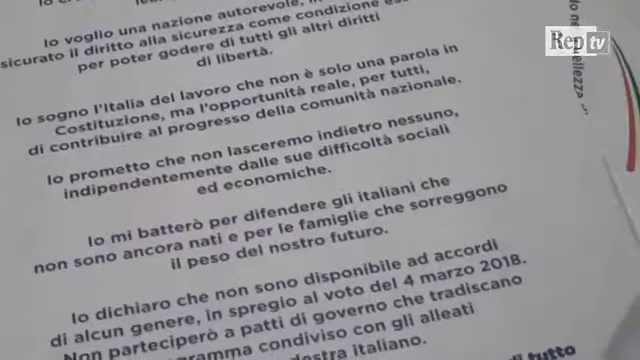 Io voglio una nazione autorevole,
sicurato il diritto alla sicurezza come condizione
per poter godere di tutti gli altri diritti
di libertà.
Io sogno l'Italia del lavoro che non è solo una parola in
Costituzione, ma l'opportunità reale, per tutti,
di contribuire al progresso della comunità nazionale.
Io prometto che non lasceremo indietro nessuno,
indipendentemente dalle sue difficoltà sociali
ed economiche.
Io mi batterò per difendere gli italiani che
non sono ancora nati e per le famiglie che sorreggono
il peso del nostro futuro.
Io dichiaro che non sono disponibile ad accordi
di alcun genere, in spregio al voto del 4 marzo 2018.
Non parteciperò a patti di governo che tradiscano
gramma condiviso con gli alleati
destra italiano.
di tutto
Rep tv